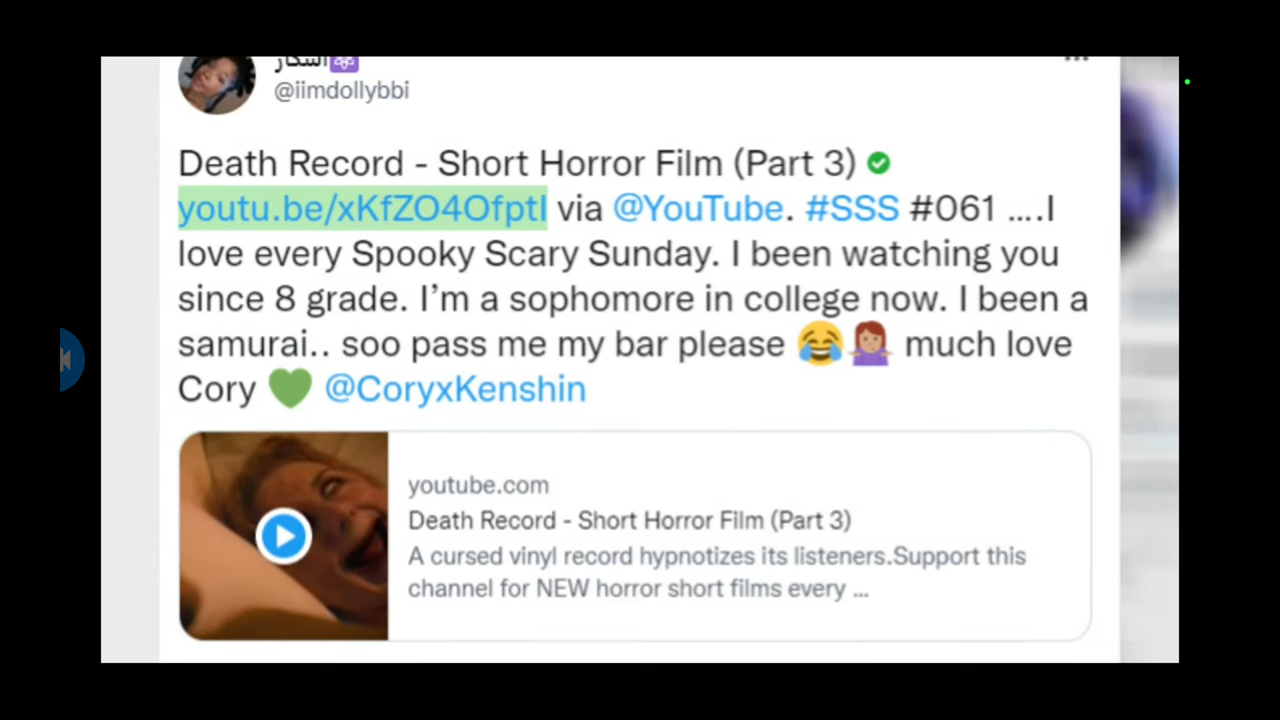 @iimdollybbi
Death Record - Short Horror Film (Part 3) ✅
youtu.be/xKfZO4OfptI via @YouTube. #SSS #061 ....I
love every Spooky Scary Sunday. I been watching you
since 8 grade. I’m a sophomore in college now. I been a
samurai.. soo pass me my bar please 😂🤷🏽‍♀️ much love
Cory 💚 @CoryxKenshin
youtube.com
Death Record - Short Horror Film (Part 3)
A cursed vinyl record hypnotizes its listeners.Support this
channel for NEW horror short films every ...